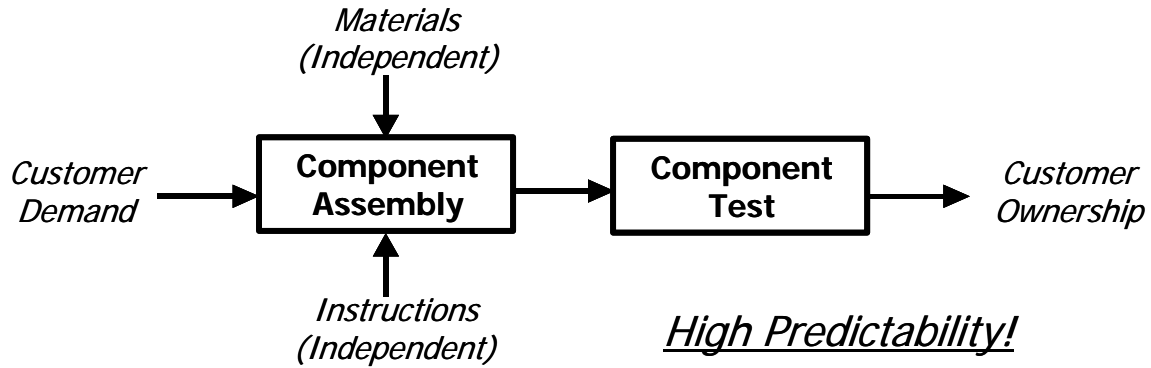 Materials
(Independent)
Customer
Demand
Component
Assembly
Component
Test
Customer
Ownership
Instructions
(Independent)
High Predictability!